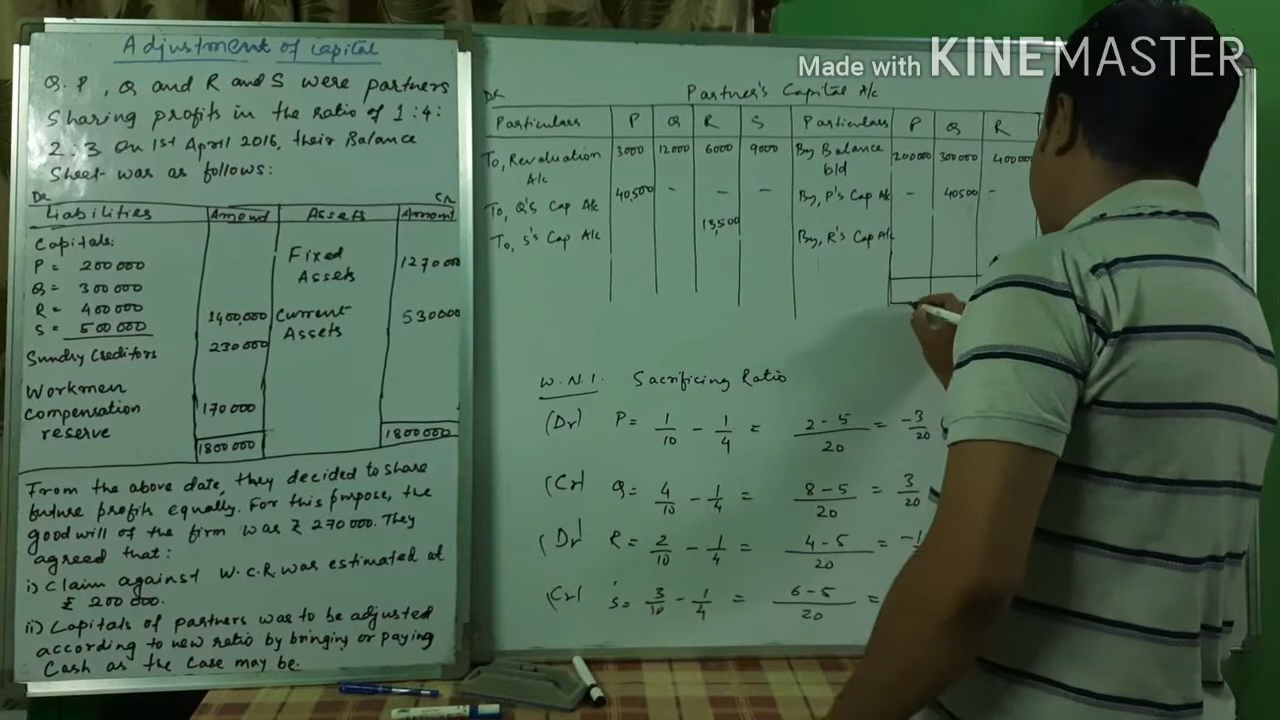 Made with KINEMASTER
Adjustment of capital
Q. P, Q and R and S were partners
Sharing profits in the ratio of 1:4:
2:3 On 1st April 2016, their Balance
Sheet was as follows:
Dr Cr
Liabilities Amount Assets Amount
Capitals:
P = 200000
Q = 300000
R = 400000
S = 500000 1400,000
Fixed Assets 1270000
Current Assets 530000
Sundry Creditors 230000
Workmen
compensation
reserve 170000
1800000 1800000
From the above date, they decided to share
future profits equally. For this purpose, the
goodwill of the firm was ₹ 270000. They
agreed that:
i) Claim against W.C.R. was estimated at
₹ 200000.
ii) Capitals of partners was to be adjusted
according to new ratio by bringing or paying
Cash as the case may be.
Dr Partner's Capital A/c
Particulars P Q R S Particulars P Q R
To, Revaluation A/c 3000 12000 6000 9000 By Balance b/d 200000 300000 400000
To, Q's Cap A/c 40,500 - - - By, P's Cap A/c - 40500 -
To, S's Cap A/c 13,500 By, R's Cap A/c
W.N.1. Sacrificing Ratio
(Dr) P = 1/10 - 1/4 = 2-5/20 = -3/20
(Cr) Q = 4/10 - 1/4 = 8-5/20 = 3/20
(Dr) R = 2/10 - 1/4 = 4-5/20 = -1
(Cr) S = 3/10 - 1/4 = 6-5/20 =